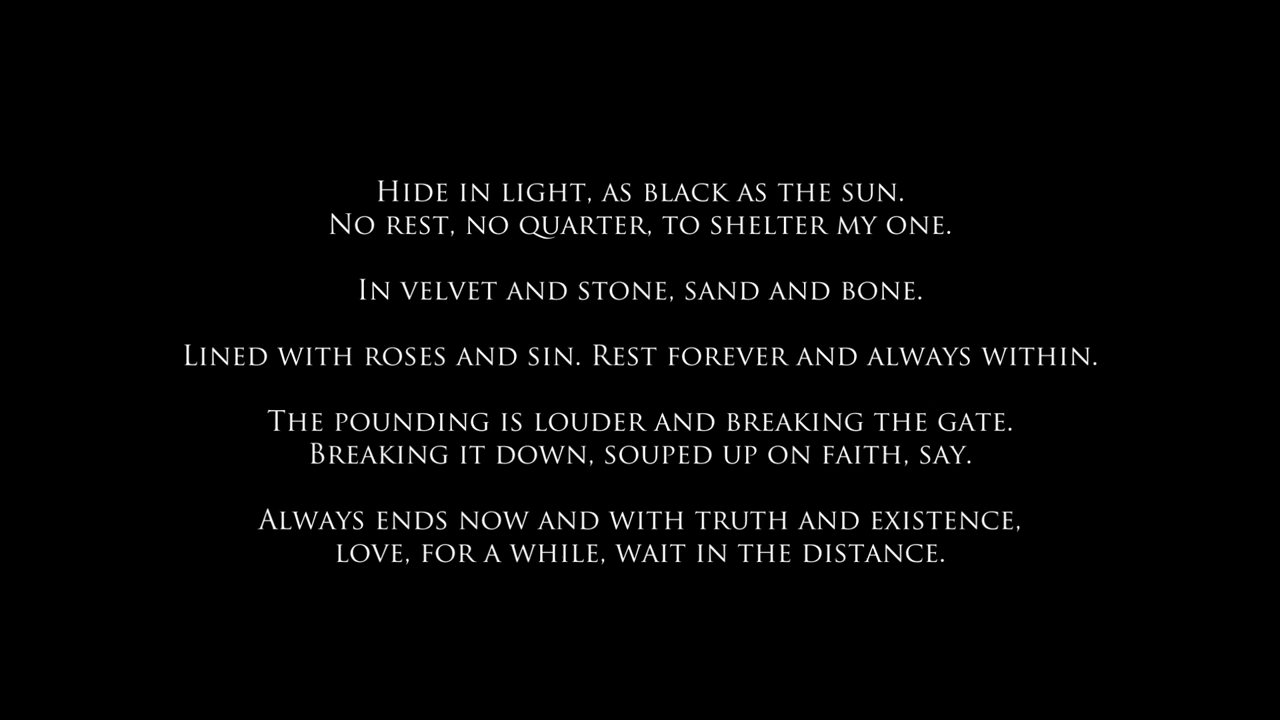 Hide in light, as black as the sun.
No rest, no quarter, to shelter my one.
In velvet and stone, sand and bone.
Lined with roses and sin. Rest forever and always within.
The pounding is louder and breaking the gate.
Breaking it down, souped up on faith, say.
Always ends now and with truth and existence,
love, for a while, wait in the distance.